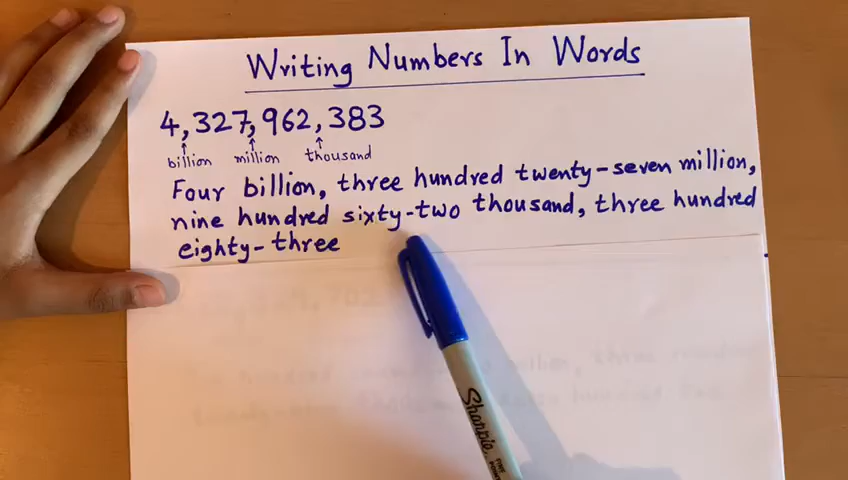 Writing Numbers In Words
4,327,962,383
billion million thousand
Four billion, three hundred twenty-seven million,
nine hundred sixty-two thousand, three hundred
eighty-three
Sharpie
FINE